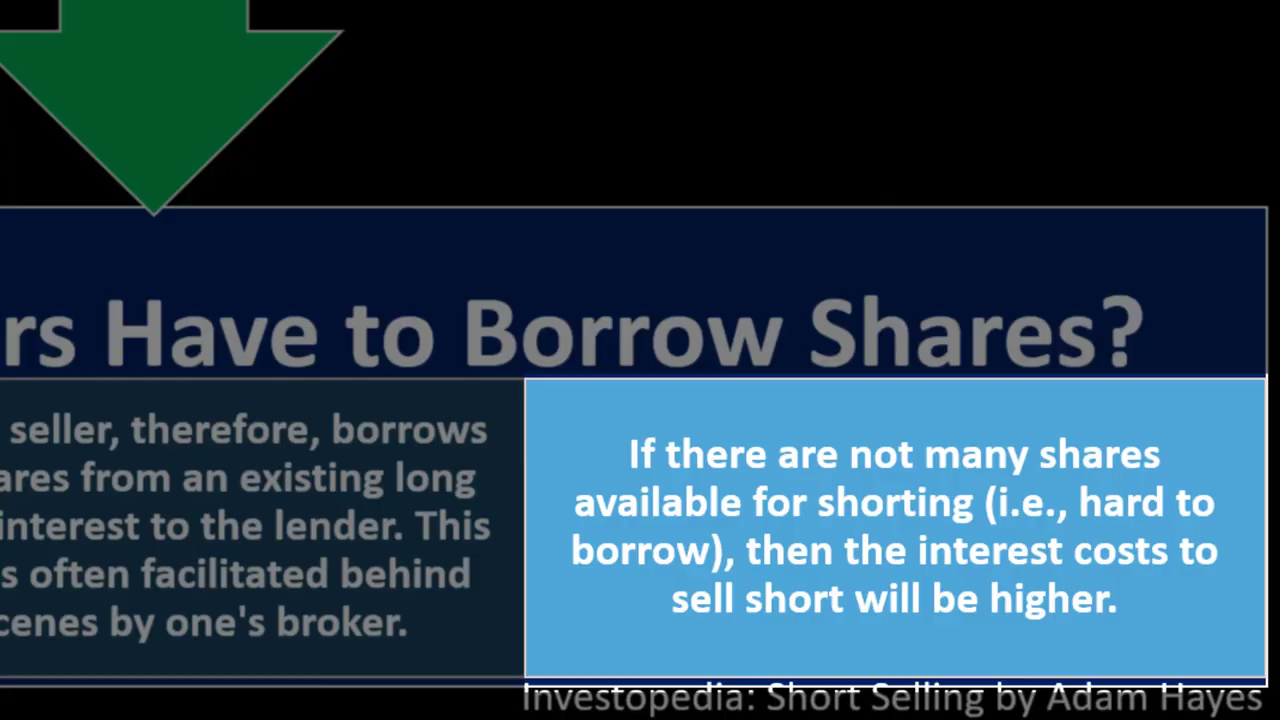 rs Have to Borrow Shares?
seller, therefore, borrows
ares from an existing long
interest to the lender. This
s often facilitated behind
cenes by one's broker.
If there are not many shares
available for shorting (i.e., hard to
borrow), then the interest costs to
sell short will be higher.
Investopedia: Short Selling by Adam Hayes